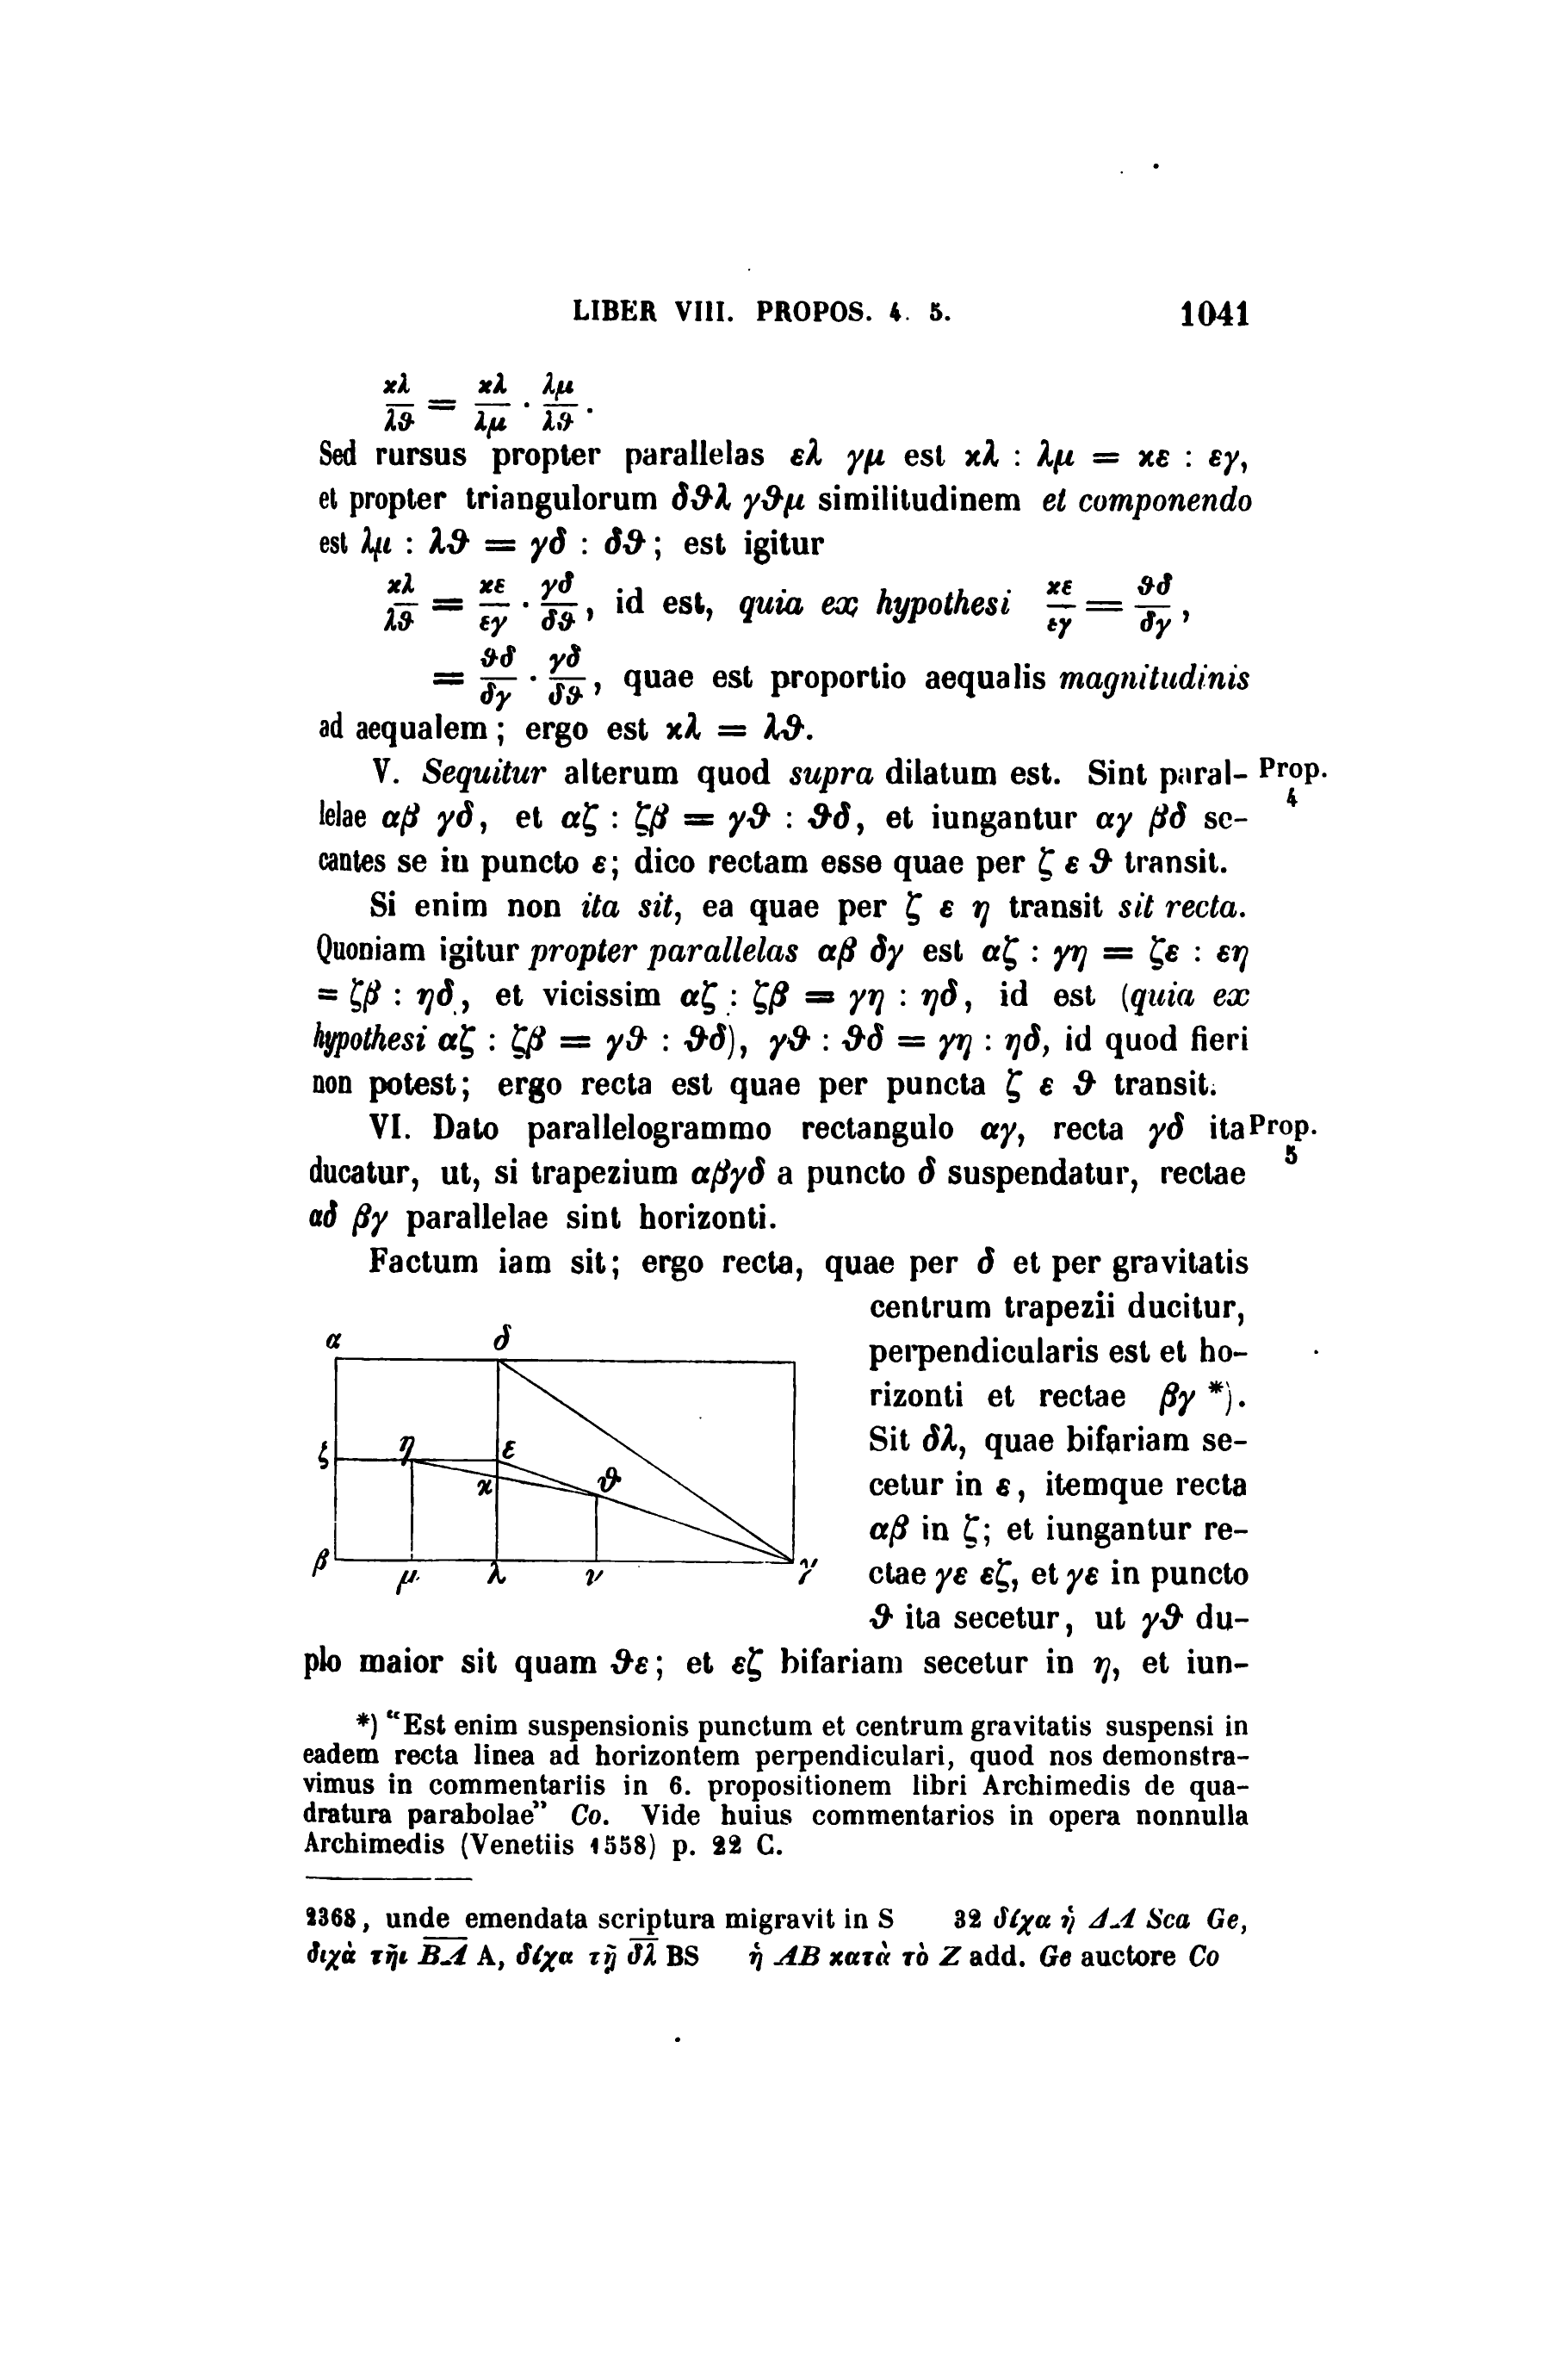 LIBER VIII. PROPOS. 4. 5. 1041
κλ/λϑ = κλ/λμ · λμ/λϑ.
Sed rursus propter parallelas ελ γμ est κλ : λμ = κε : εγ,
et propter triangulorum δϑλ γϑμ similitudinem et componendo
est λμ : λϑ = γδ : δϑ; est igitur
κλ/λϑ = κε/εγ · γδ/δϑ, id est, quia ex hypothesi κε/εγ = ϑδ/δγ,
= ϑδ/δγ · γδ/δϑ, quae est proportio aequalis magnitudinis
ad aequalem; ergo est κλ = λϑ.
V. Sequitur alterum quod supra dilatum est. Sint paral- Prop. 4
lelae αβ γδ, et αζ : ζβ = γϑ : ϑδ, et iungantur αγ βδ se-
cantes se in puncto ε; dico rectam esse quae per ζ ε ϑ transit.
Si enim non ita sit, ea quae per ζ ε η transit sit recta.
Quoniam igitur propter parallelas αβ δγ est αζ : γη = ζε : εη
= ζβ : ηδ, et vicissim αζ : ζβ = γη : ηδ, id est (quia ex
hypothesi αζ : ζβ = γϑ : ϑδ), γϑ : ϑδ = γη : ηδ, id quod fieri
non potest; ergo recta est quae per puncta ζ ε ϑ transit.
VI. Dato parallelogrammo rectangulo αγ, recta γδ ita Prop. 5
ducatur, ut, si trapezium αβγδ a puncto δ suspendatur, rectae
αδ βγ parallelae sint horizonti.
Factum iam sit; ergo recta, quae per δ et per gravitatis
centrum trapezii ducitur,
perpendicularis est et ho-
rizonti et rectae βγ *).
Sit δλ, quae bifariam se-
cetur in ε, itemque recta
αβ in ζ; et iungantur re-
ctae γε εζ, et γε in puncto
ϑ ita secetur, ut γϑ du-
α δ
ζ η ε
κ ϑ
β μ λ ν γ
plo maior sit quam ϑε; et εζ bifariam secetur in η, et iun-
*) “Est enim suspensionis punctum et centrum gravitatis suspensi in
eadem recta linea ad horizontem perpendiculari, quod nos demonstra-
vimus in commentariis in 6. propositionem libri Archimedis de qua-
dratura parabolae” Co. Vide huius commentarios in opera nonnulla
Archimedis (Venetiis 1558) p. 22 C.
2368, unde emendata scriptura migravit in S 32 δίχα ἡ ΔΛ Sca Ge,
διχὰ τῆι ΒΛ A, δίχα τῇ δλ BS ἡ ΑΒ κατὰ τὸ Ζ add. Ge auctore Co